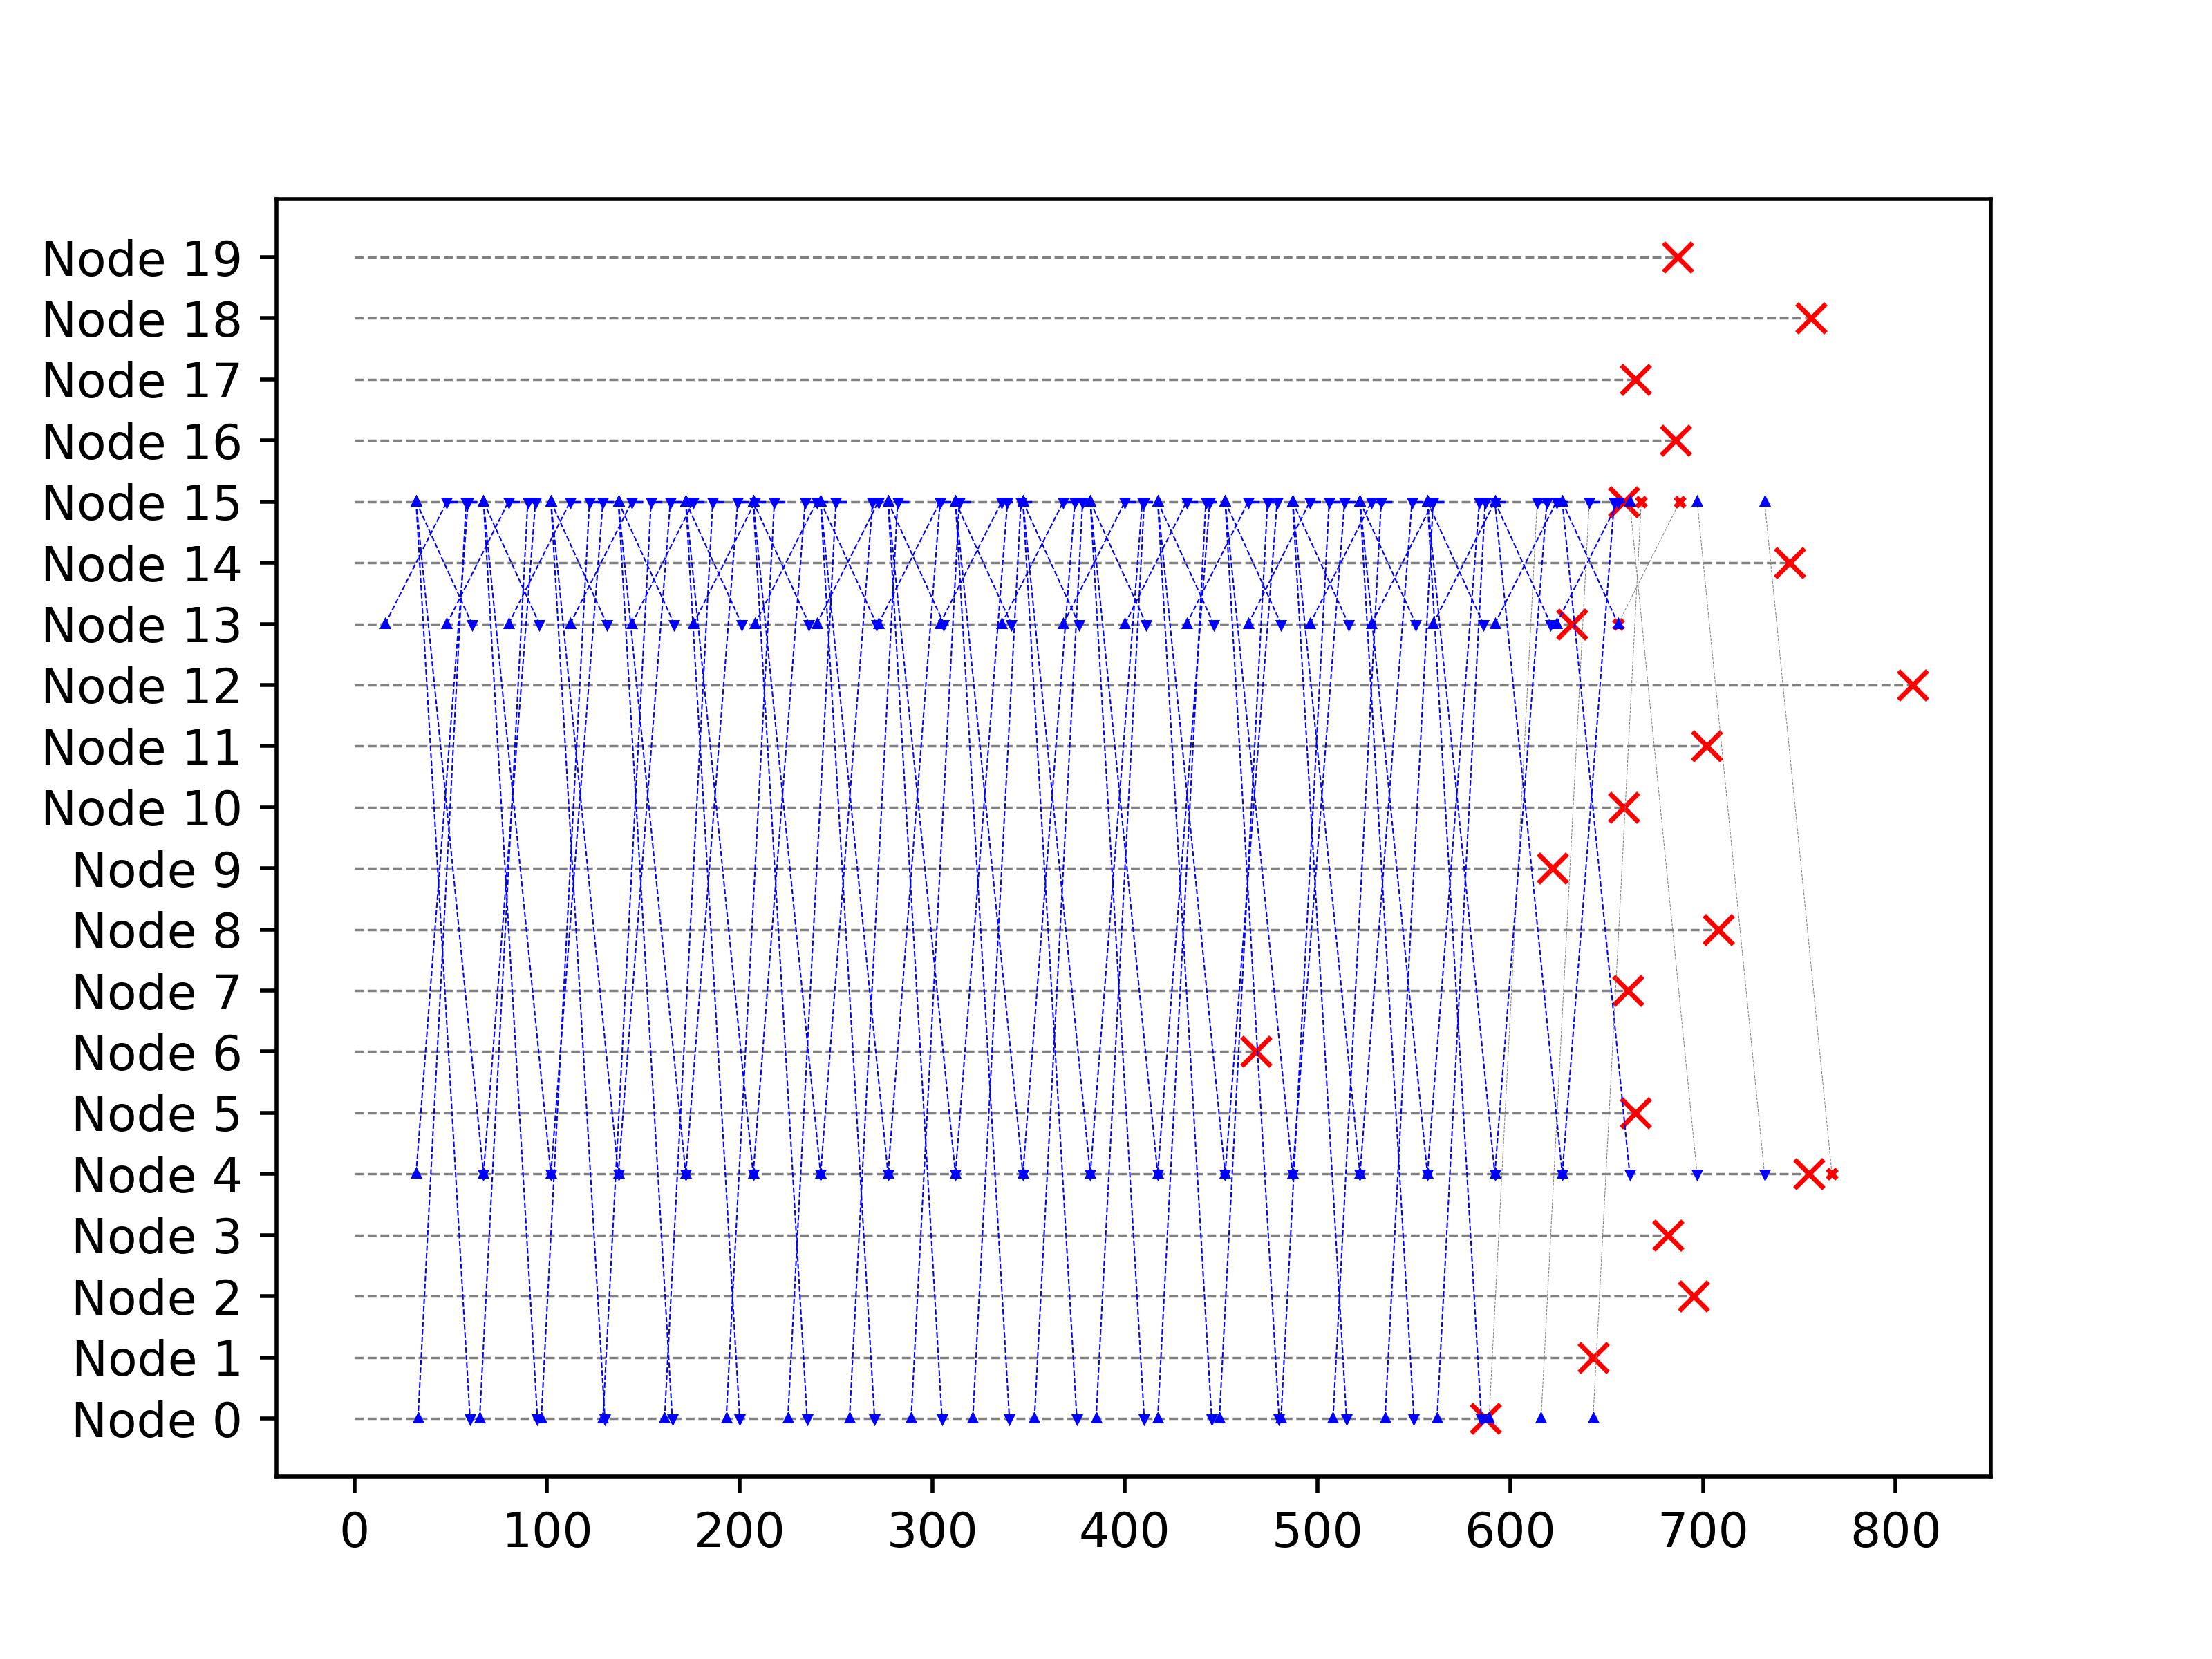 Node 19
Node 18
Node 17
Node 16
Node 15
Node 14
Node 13
Node 12
Node 11
Node 10
Node 9
Node 8
Node 7
Node 6
Node 5
Node 4
Node 3
Node 2
Node 1
Node 0
0 100 200 300 400 500 600 700 800